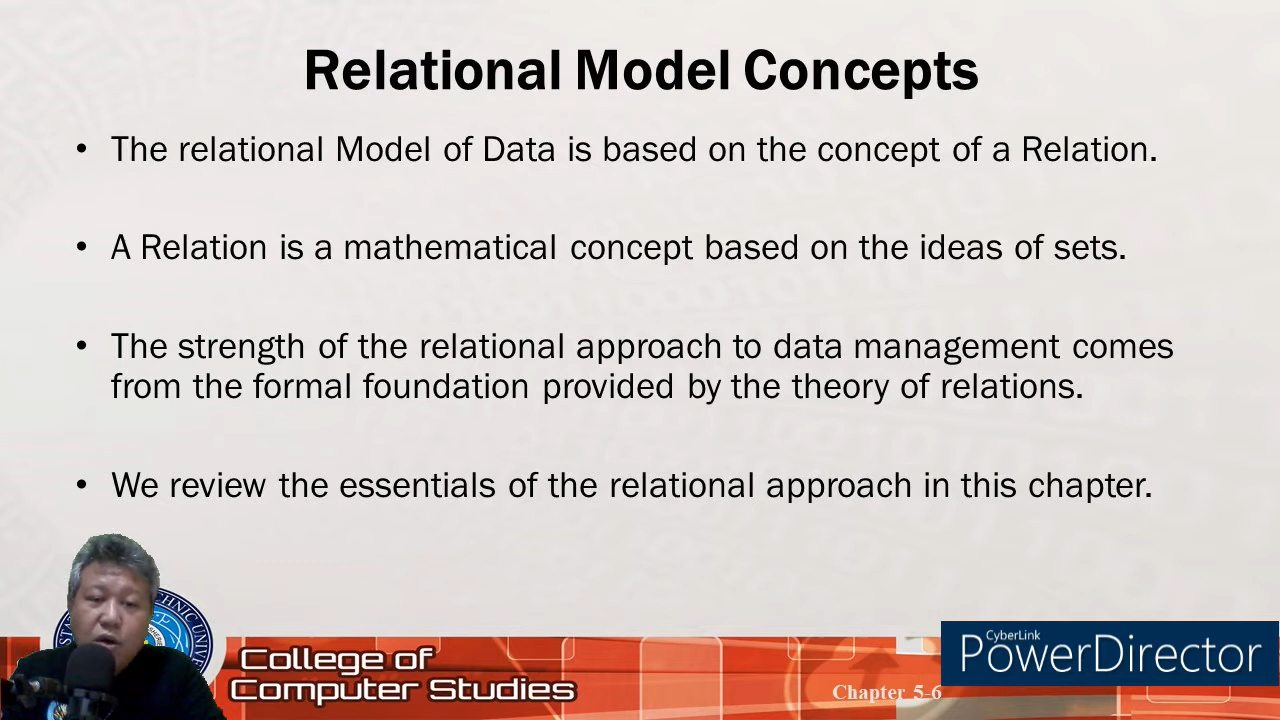 Relational Model Concepts
• The relational Model of Data is based on the concept of a Relation.
• A Relation is a mathematical concept based on the ideas of sets.
• The strength of the relational approach to data management comes
from the formal foundation provided by the theory of relations.
• We review the essentials of the relational approach in this chapter.
College of
Computer Studies
Chapter 5-6
CyberLink
PowerDirector